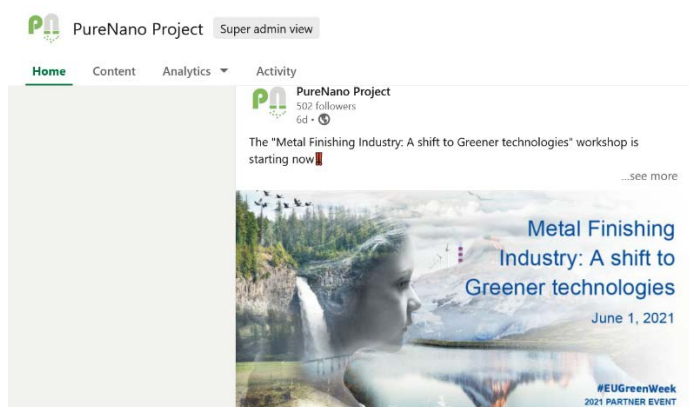 PureNano Project Super admin view
Home Content Analytics Activity
PureNano Project
502 followers
6d •
The "Metal Finishing Industry: A shift to Greener technologies" workshop is
starting now‼
...see more
Metal Finishing
Industry: A shift to
Greener technologies
June 1, 2021
#EUGreenWeek
2021 PARTNER EVENT